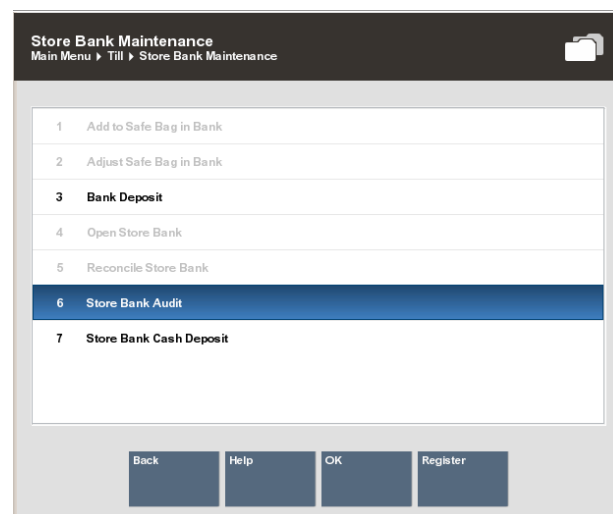 Store Bank Maintenance
Main Menu ▸ Till ▸ Store Bank Maintenance
1 Add to Safe Bag in Bank
2 Adjust Safe Bag in Bank
3 Bank Deposit
4 Open Store Bank
5 Reconcile Store Bank
6 Store Bank Audit
7 Store Bank Cash Deposit
Back Help OK Register